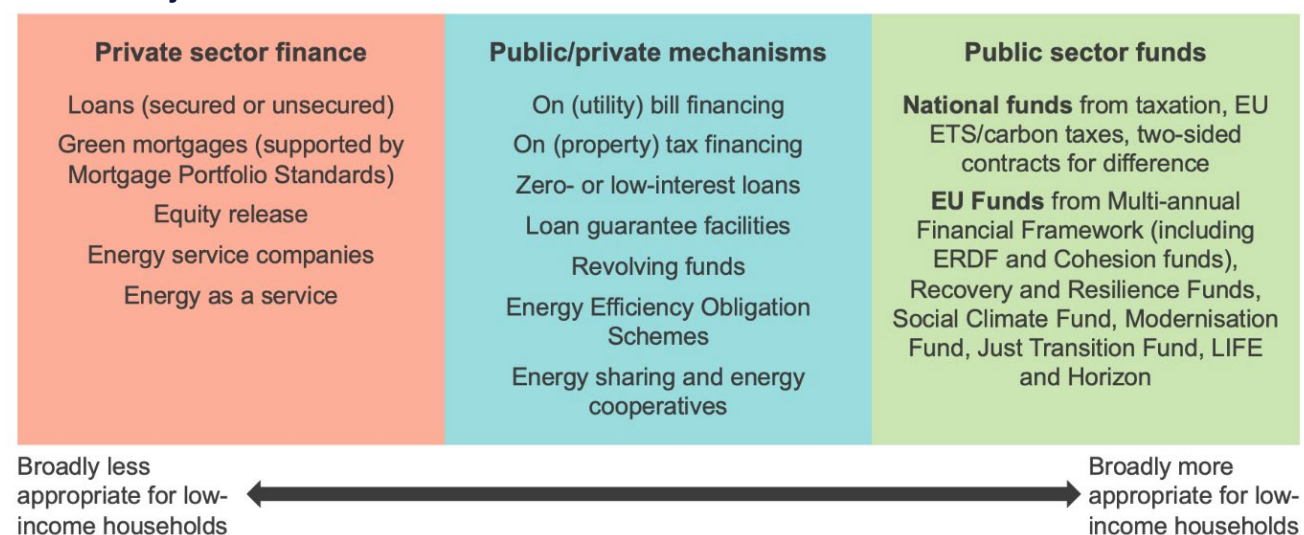 Private sector finance
Loans (secured or unsecured)
Green mortgages (supported by
Mortgage Portfolio Standards)
Equity release
Energy service companies
Energy as a service
Public/private mechanisms
On (utility) bill financing
On (property) tax financing
Zero- or low-interest loans
Loan guarantee facilities
Revolving funds
Energy Efficiency Obligation
Schemes
Energy sharing and energy
cooperatives
Public sector funds
National funds from taxation, EU
ETS/carbon taxes, two-sided
contracts for difference
EU Funds from Multi-annual
Financial Framework (including
ERDF and Cohesion funds),
Recovery and Resilience Funds,
Social Climate Fund, Modernisation
Fund, Just Transition Fund, LIFE
and Horizon
Broadly less
appropriate for low-
income households
Broadly more
appropriate for low-
income households